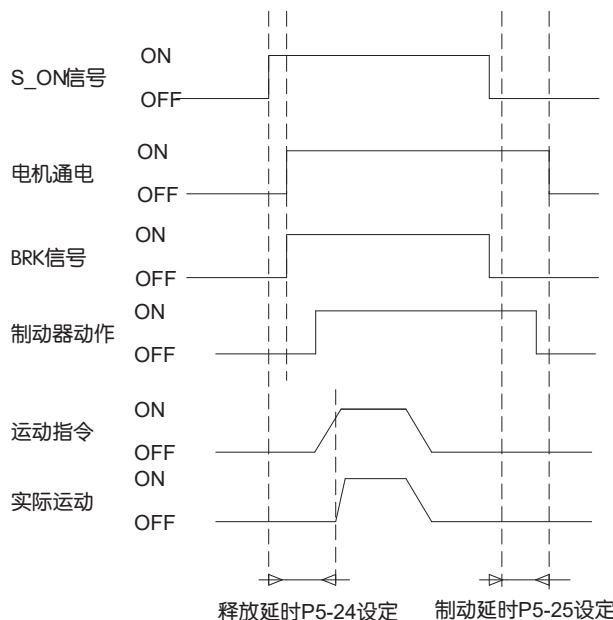 ON
S_ON信号
OFF
ON
电机通电
OFF
ON
BRK信号
OFF
ON
制动器动作
OFF
ON
运动指令
OFF
ON
实际运动
OFF
释放延时P5-24设定 制动延时P5-25设定